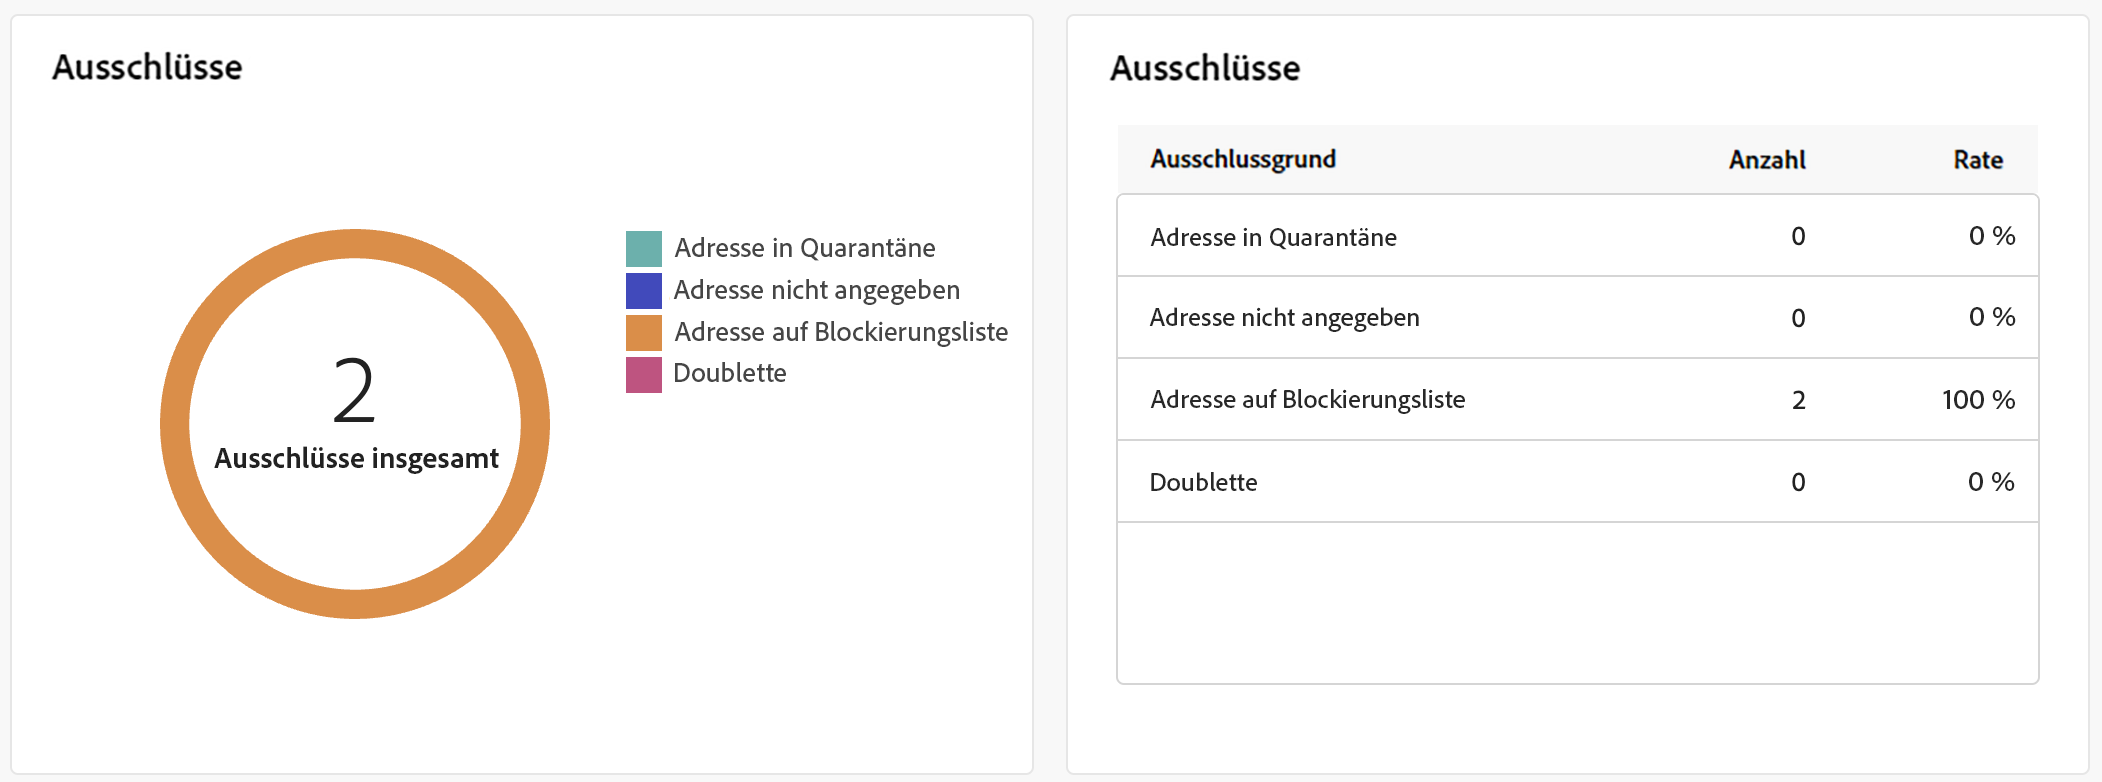 Ausschlüsse
2
Ausschlüsse insgesamt
Adresse in Quarantäne
Adresse nicht angegeben
Adresse auf Blockierungsliste
Doublette
Ausschlüsse
Ausschlussgrund Anzahl Rate
Adresse in Quarantäne 0 0 %
Adresse nicht angegeben 0 0 %
Adresse auf Blockierungsliste 2 100 %
Doublette 0 0 %